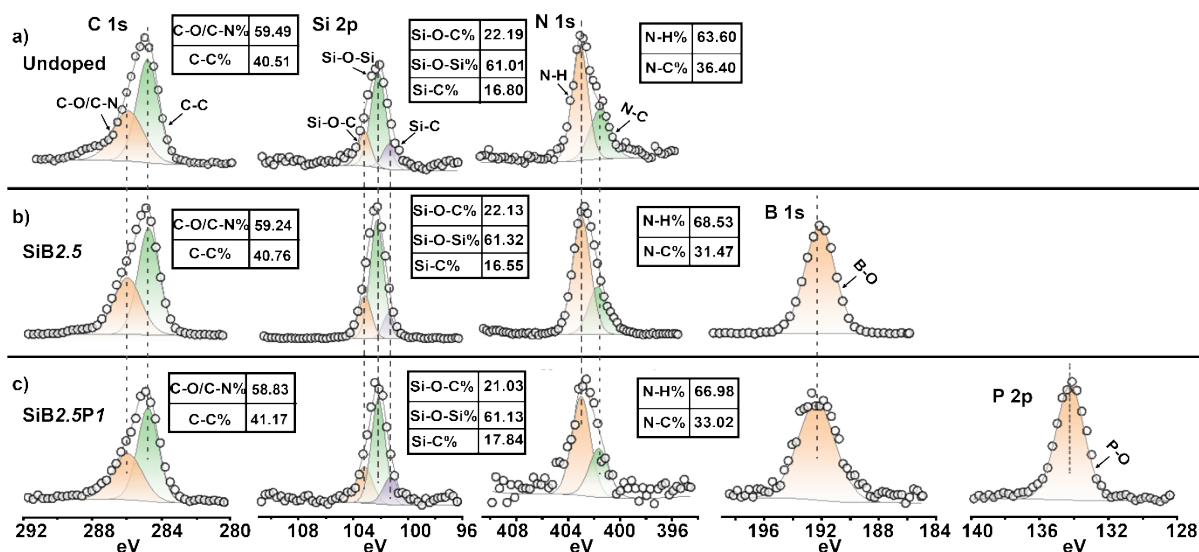 C 1s
Si 2p
N 1s
a)
Undoped
C-O/C-N% 59.49
C-C% 40.51
C-O/C-N
C-C
Si-O-Si
Si-O-C
Si-C
Si-O-C% 22.19
Si-O-Si% 61.01
Si-C% 16.80
N-H
N-C
N-H% 63.60
N-C% 36.40
b)
SiB2.5
C-O/C-N% 59.24
C-C% 40.76
Si-O-C% 22.13
Si-O-Si% 61.32
Si-C% 16.55
N-H% 68.53
N-C% 31.47
B 1s
B-O
c)
SiB2.5P1
C-O/C-N% 58.83
C-C% 41.17
Si-O-C% 21.03
Si-O-Si% 61.13
Si-C% 17.84
N-H% 66.98
N-C% 33.02
P 2p
P-O
292 288 284 280
108 104 100 96
408 404 400 396
196 192 188 184
140 136 132 128
eV eV eV eV eV